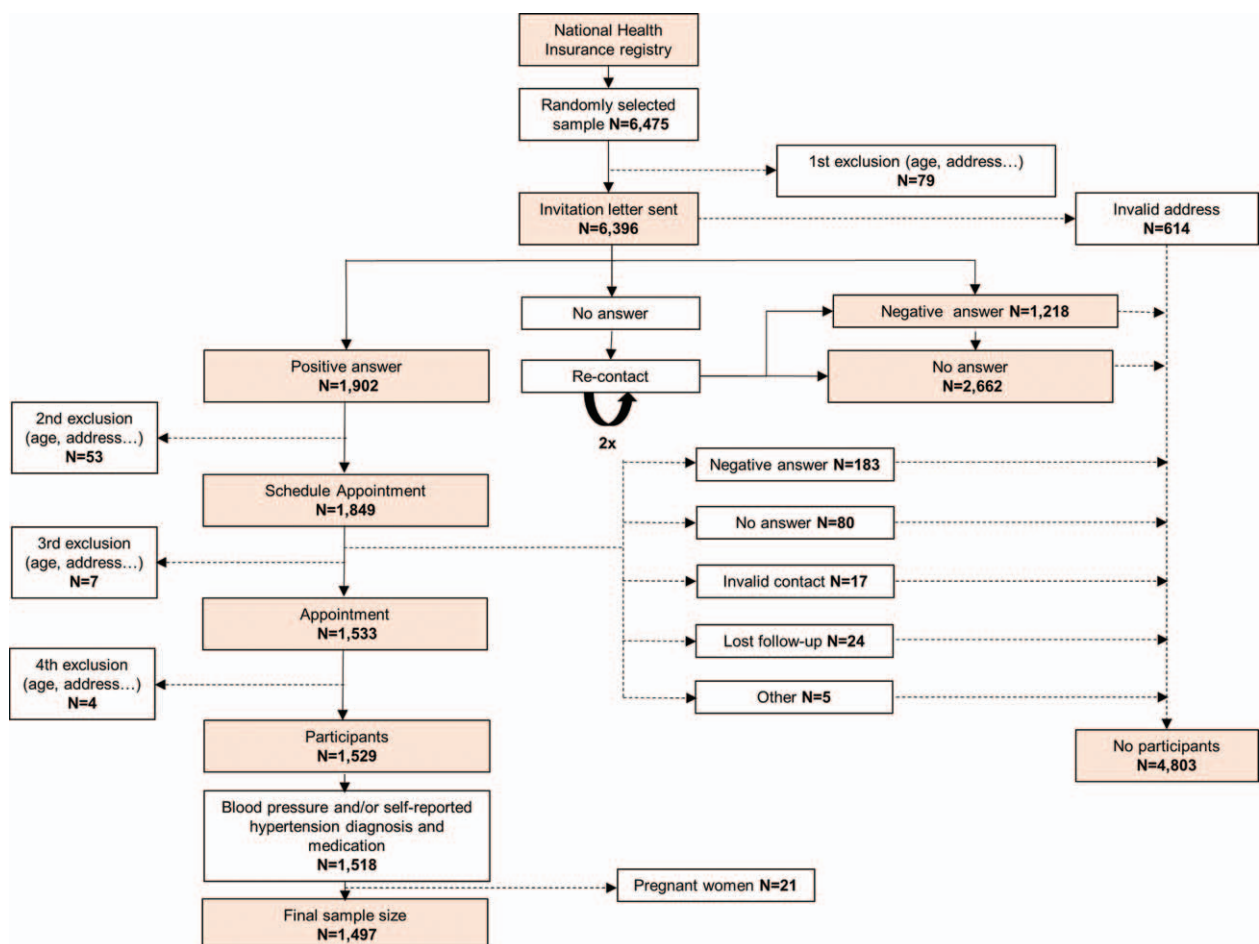 National Health
Insurance registry
Randomly selected
sample N=6,475
1st exclusion (age, address…)
N=79
Invitation letter sent
N=6,396
Invalid address
N=614
No answer
Negative answer N=1,218
Positive answer
N=1,902
Re-contact
No answer
N=2,662
2x
2nd exclusion
(age, address…)
N=53
Negative answer N=183
Schedule Appointment
N=1,849
No answer N=80
3rd exclusion
(age, address…)
N=7
Invalid contact N=17
Appointment
N=1,533
Lost follow-up N=24
4th exclusion
(age, address…)
N=4
Other N=5
Participants
N=1,529
No participants
N=4,803
Blood pressure and/or self-reported
hypertension diagnosis and
medication
N=1,518
Pregnant women N=21
Final sample size
N=1,497